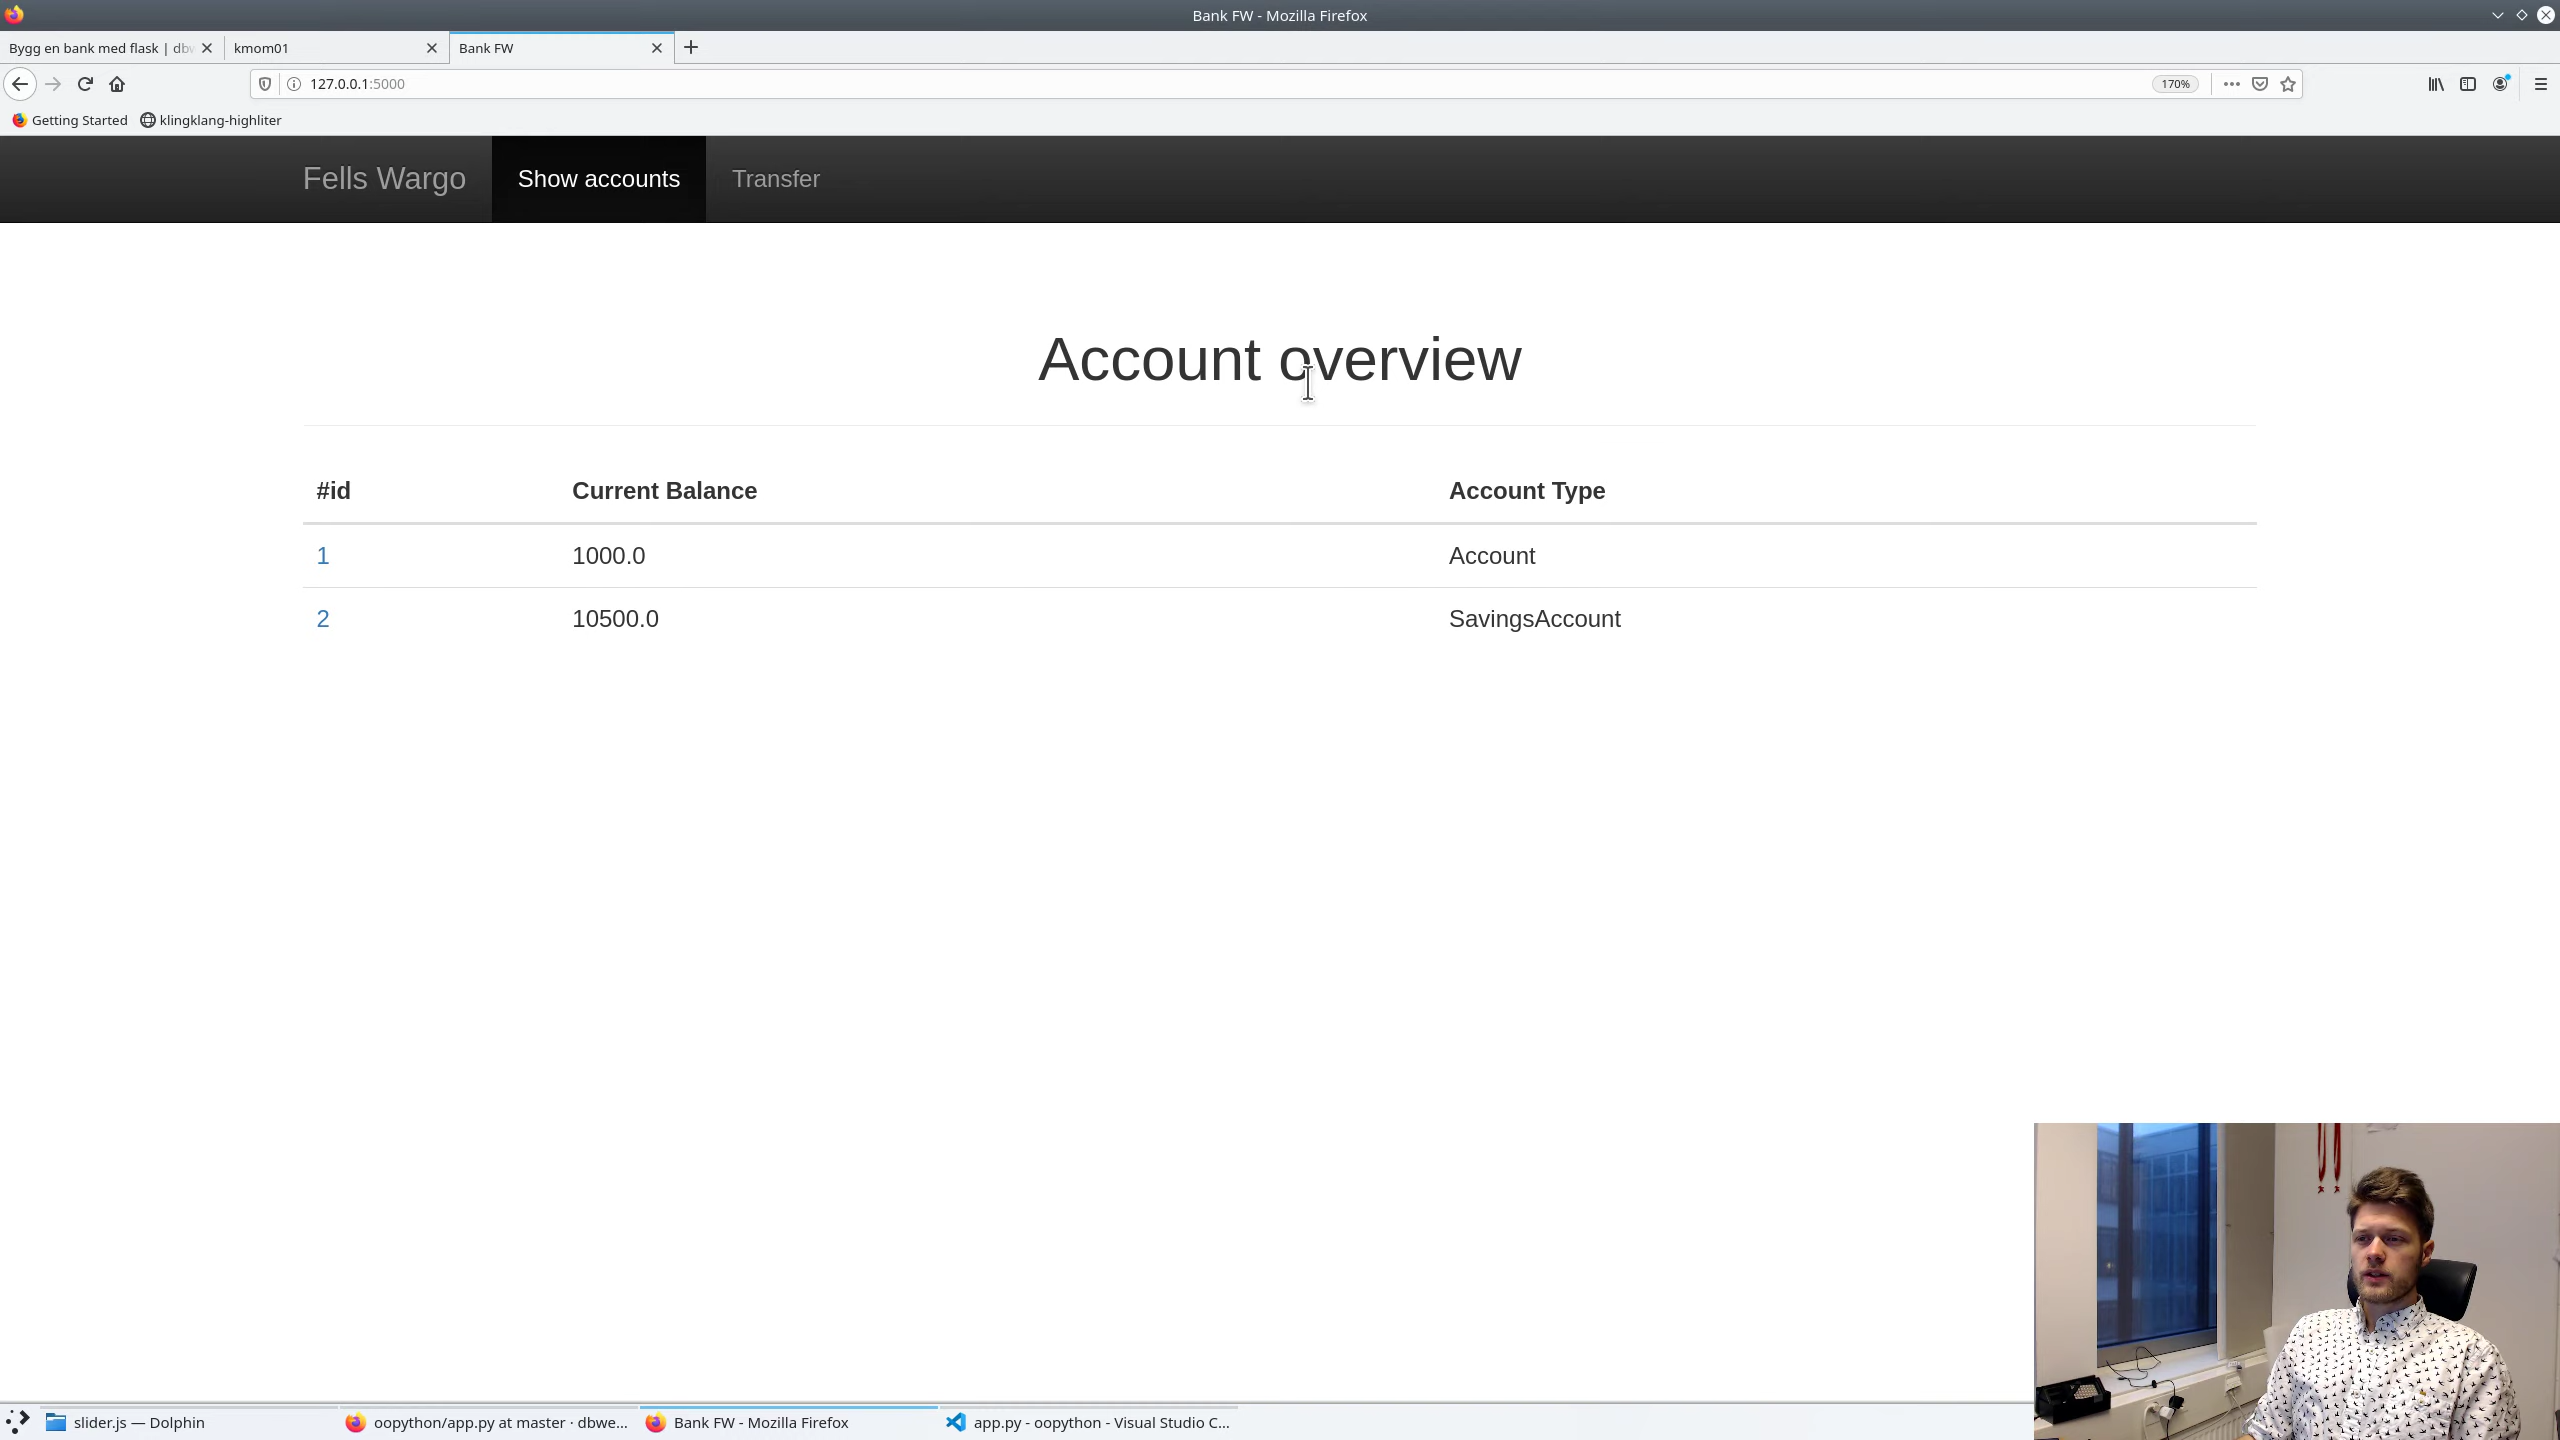 Bank FW - Mozilla Firefox
Bygg en bank med flask | dbw
kmom01
Bank FW
127.0.0.1:5000
170%
Getting Started
klingklang-highliter
Fells Wargo
Show accounts
Transfer
Account overview
#id Current Balance Account Type
1 1000.0 Account
2 10500.0 SavingsAccount
slider.js — Dolphin
oopython/app.py at master · dbwe...
Bank FW - Mozilla Firefox
app.py - oopython - Visual Studio C...